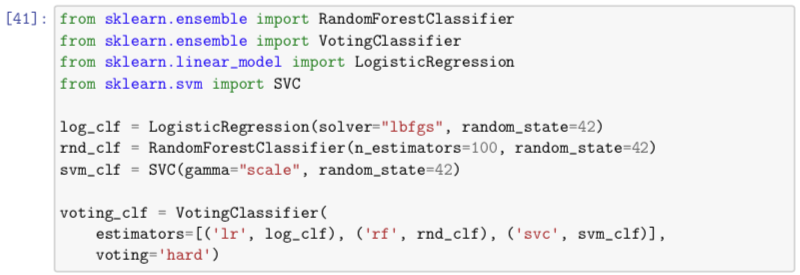 [41]: from sklearn.ensemble import RandomForestClassifier
from sklearn.ensemble import VotingClassifier
from sklearn.linear_model import LogisticRegression
from sklearn.svm import SVC

log_clf = LogisticRegression(solver="lbfgs", random_state=42)
rnd_clf = RandomForestClassifier(n_estimators=100, random_state=42)
svm_clf = SVC(gamma="scale", random_state=42)

voting_clf = VotingClassifier(
    estimators=[('lr', log_clf), ('rf', rnd_clf), ('svc', svm_clf)],
    voting='hard')